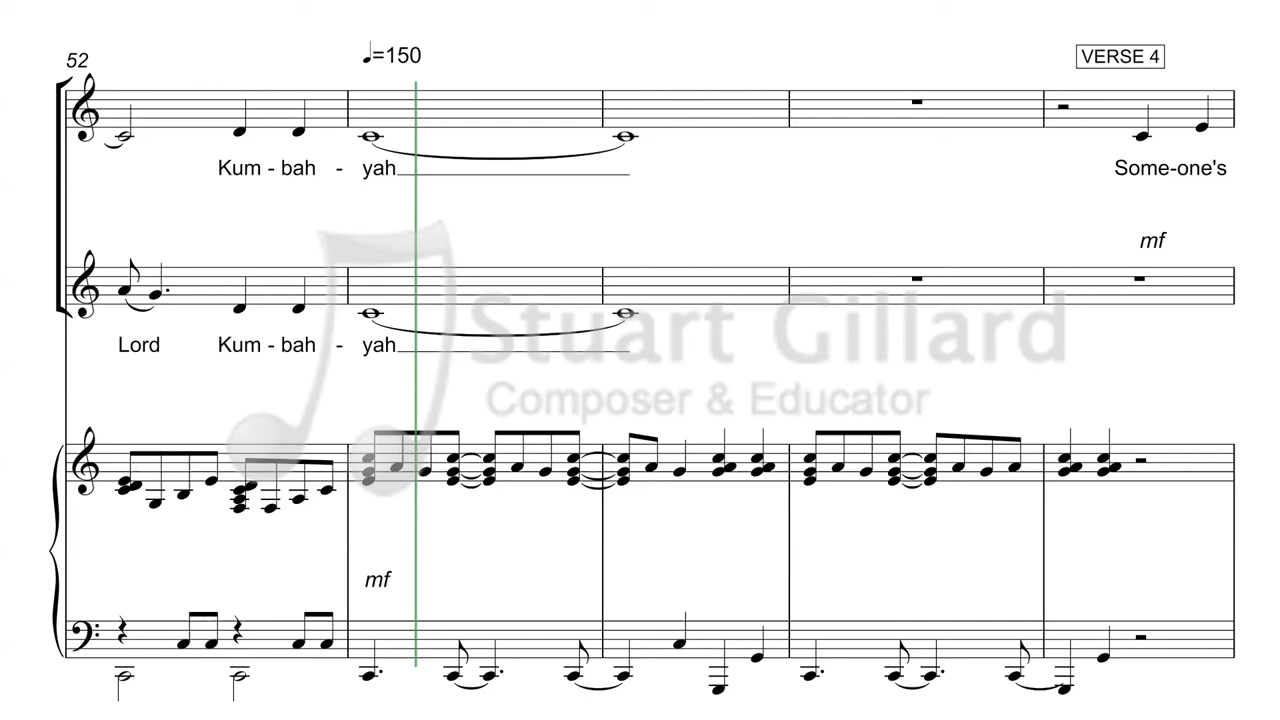 52
♩=150
VERSE 4
Kum - bah - yah
Some-one's
mf
Lord Kum - bah - yah
Stuart Gillard
Composer & Educator
mf